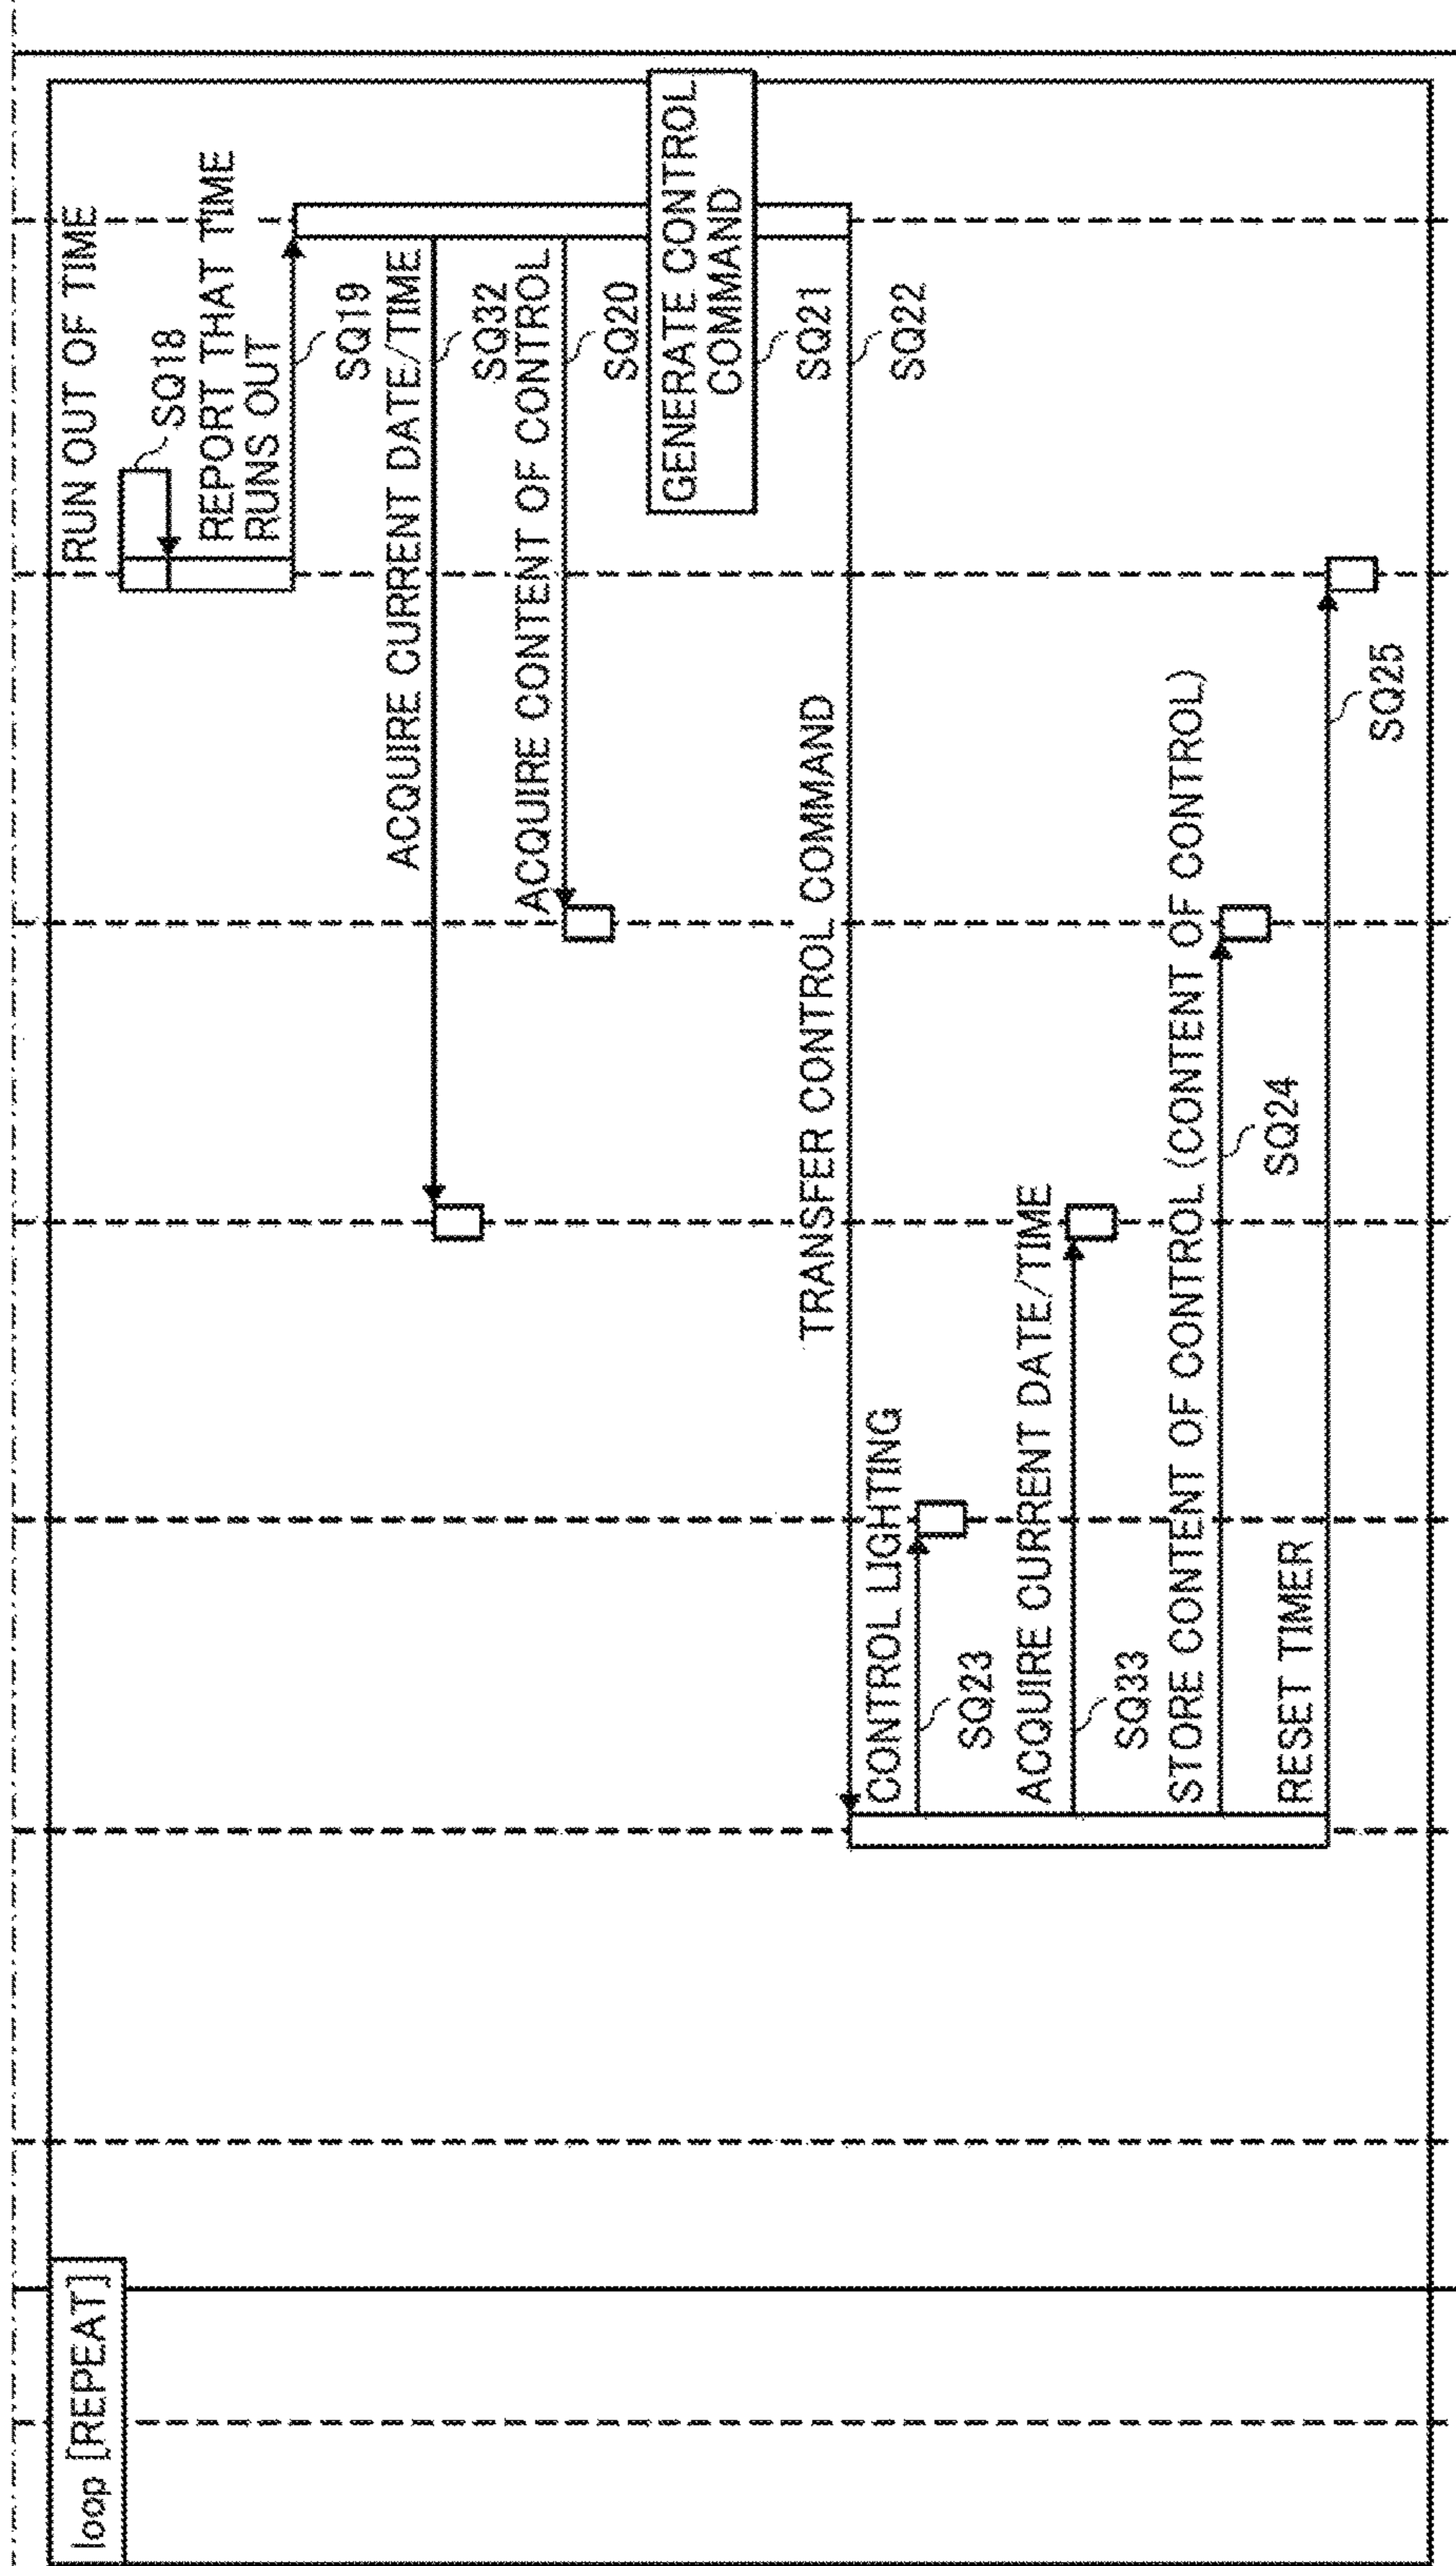 loop [REPEAT]
RUN OUT OF TIME
SQ18
REPORT THAT TIME
RUNS OUT
SQ19
ACQUIRE CURRENT DATE/TIME
SQ32
ACQUIRE CONTENT OF CONTROL
SQ20
GENERATE CONTROL
COMMAND
SQ21
TRANSFER CONTROL COMMAND
SQ22
CONTROL LIGHTING
SQ23
ACQUIRE CURRENT DATE/TIME
SQ33
STORE CONTENT OF CONTROL (CONTENT OF CONTROL)
SQ24
RESET TIMER
SQ25